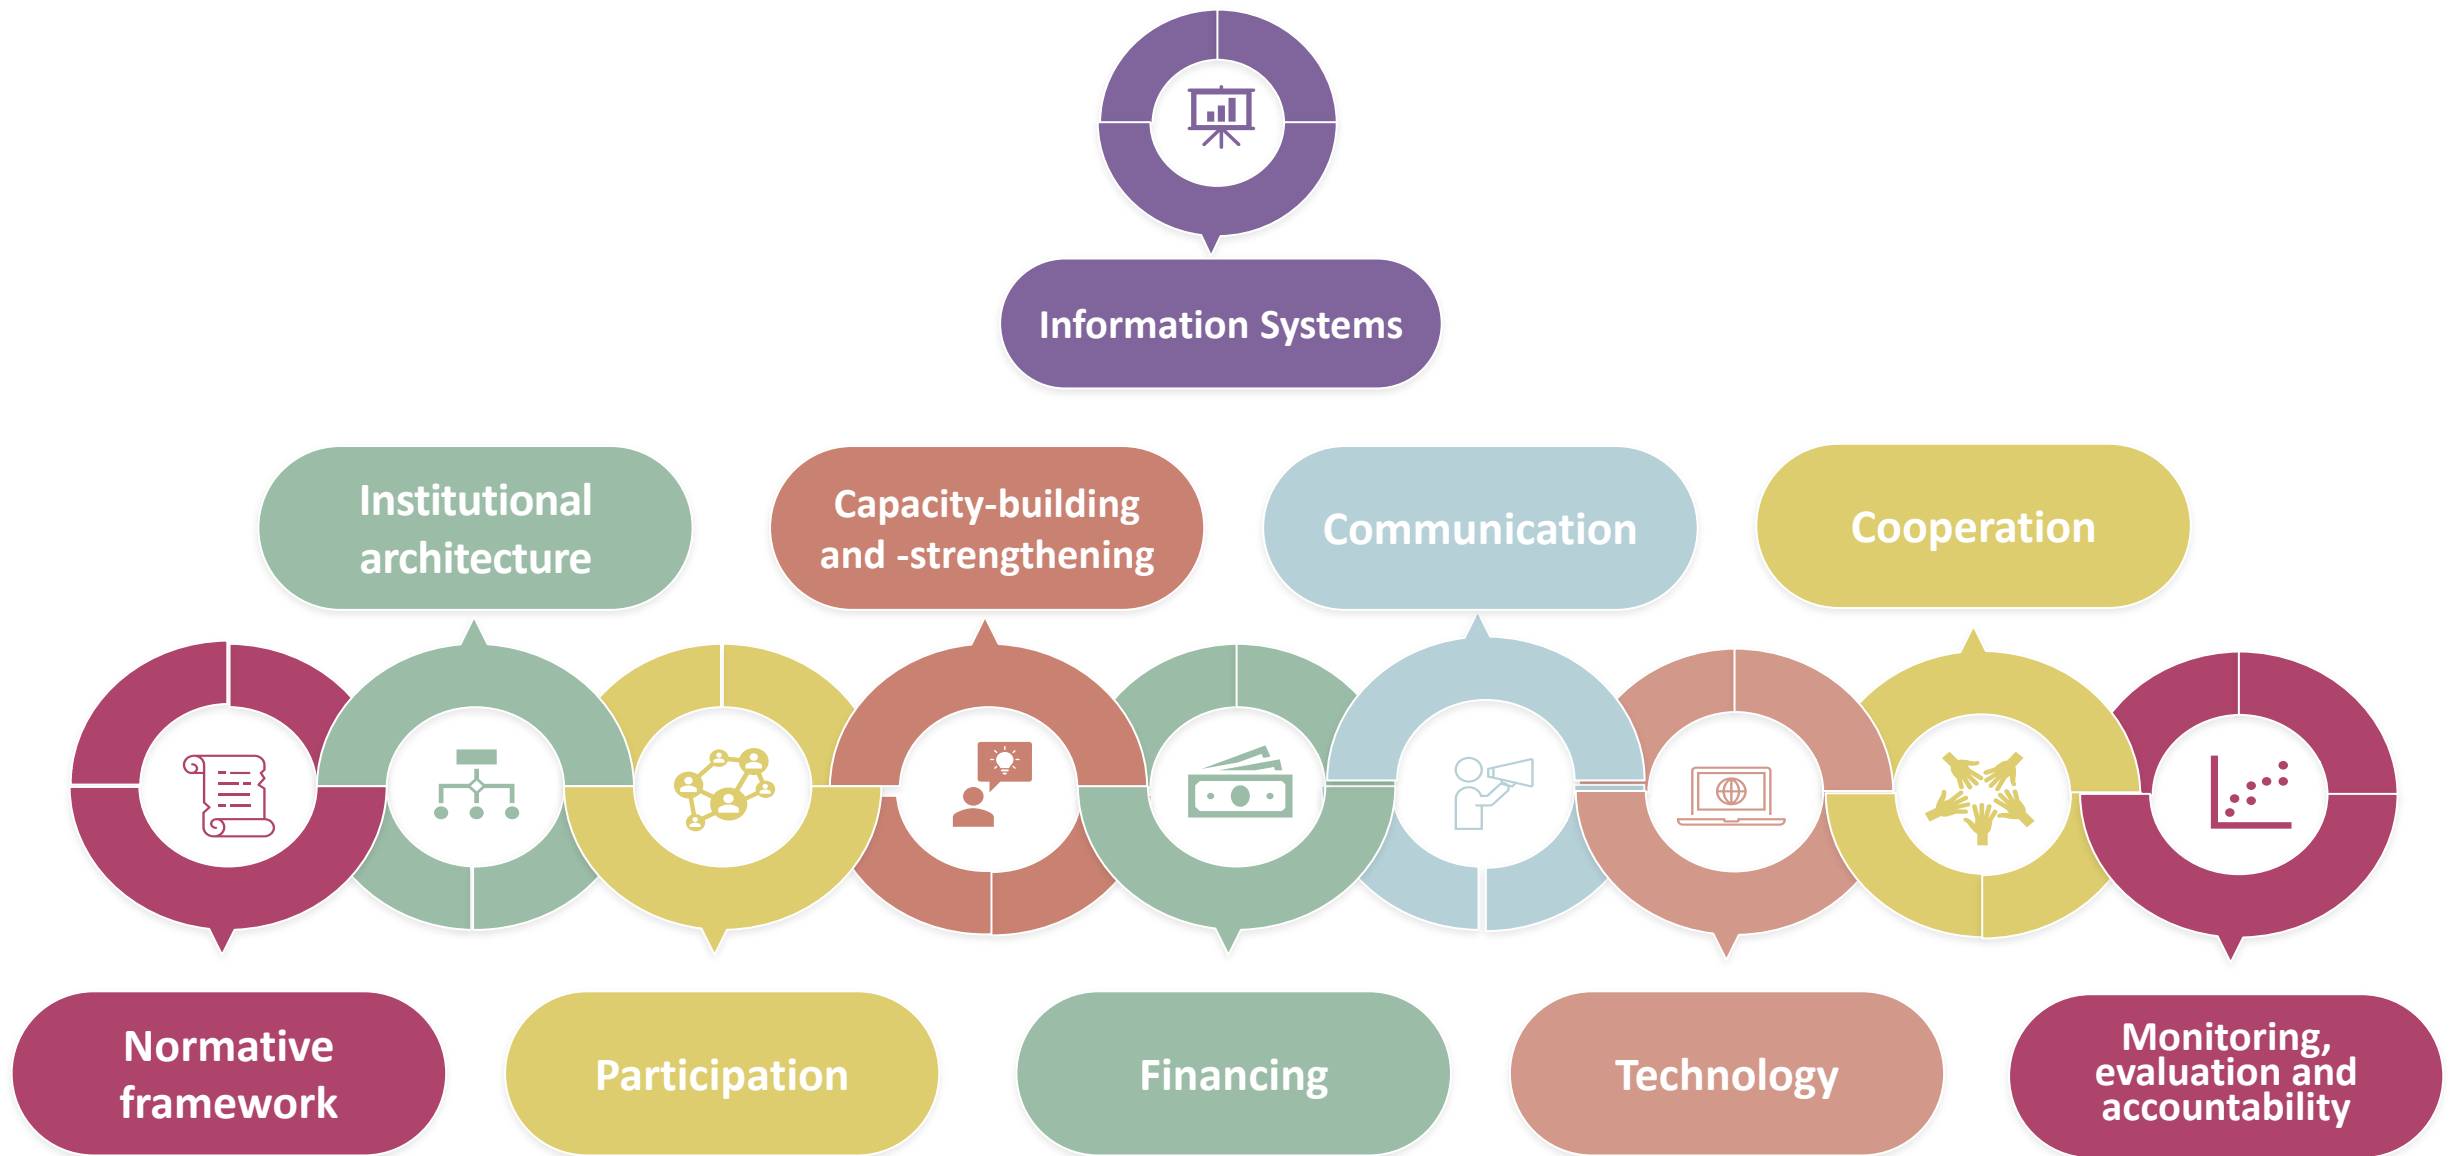 Information Systems
Institutional
architecture
Capacity-building
and -strengthening
Communication
Cooperation
Normative
framework
Participation
Financing
Technology
Monitoring,
evaluation and
accountability